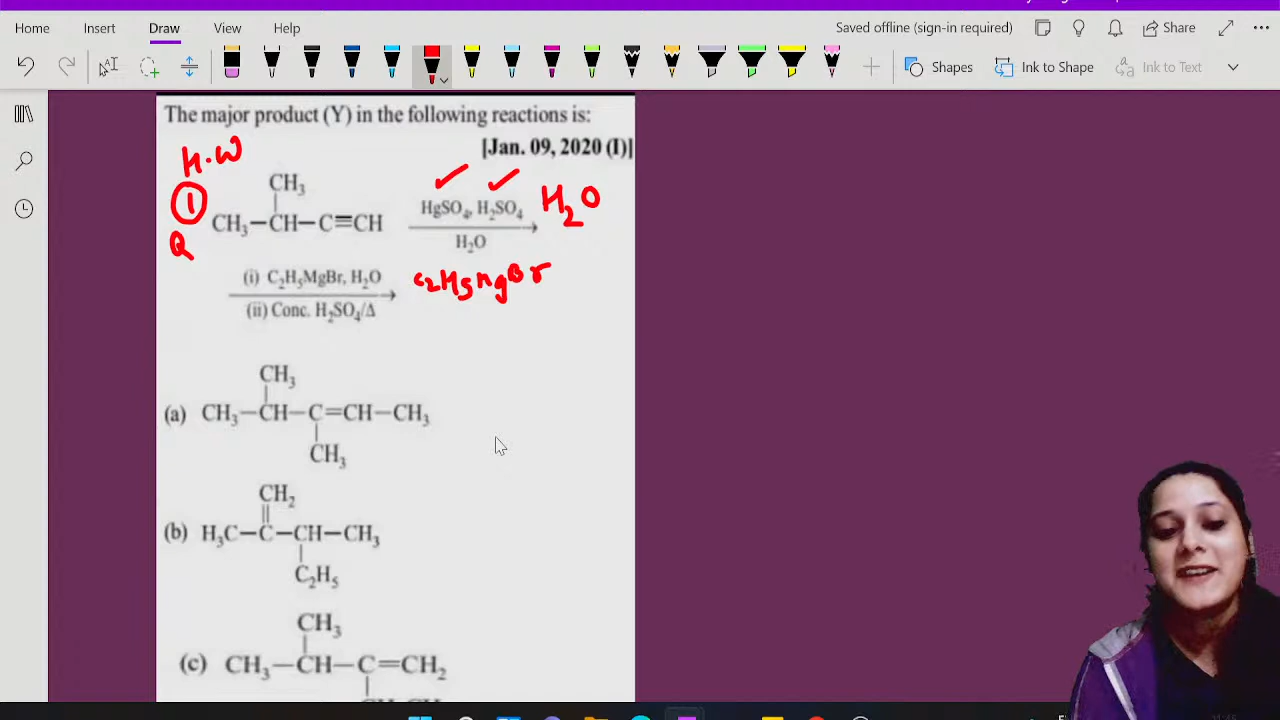 Home Insert Draw View Help Saved offline (sign-in required) Share
Shapes Ink to Shape Ink to Text
The major product (Y) in the following reactions is:
[Jan. 09, 2020 (I)]
H.W
CH₃
① CH₃–CH–C≡CH HgSO₄, H₂SO₄ H₂O
Q H₂O
(i) C₂H₅MgBr, H₂O C₂H₅MgBr
(ii) Conc. H₂SO₄/Δ
CH₃
(a) CH₃–CH–C=CH–CH₃
CH₃
CH₂
(b) H₃C–C–CH–CH₃
C₂H₅
CH₃
(c) CH₃–CH–C=CH₂